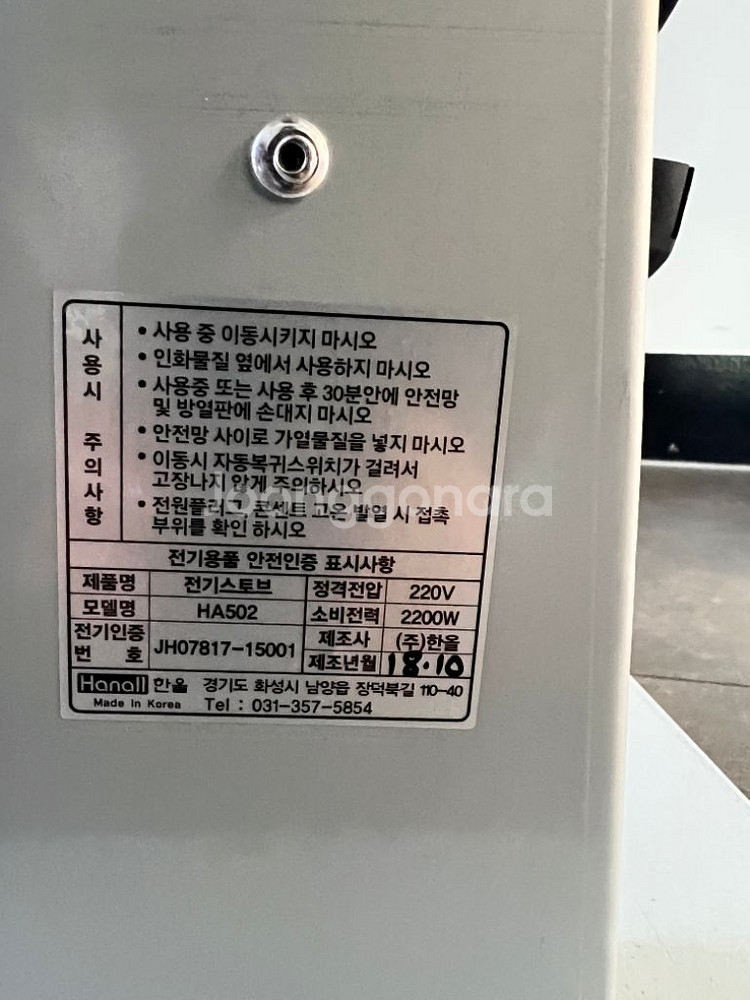 사용시 주의사항
• 사용 중 이동시키지 마시오
• 인화물질 옆에서 사용하지 마시오
• 사용중 또는 사용 후 30분안에 안전망
및 방열판에 손대지 마시오
• 안전망 사이로 가열물질을 넣지 마시오
• 이동시 자동복귀스위치가 걸려서
고장나지 않게 주의하시오
• 전원플러그, 콘센트 고온 발열 시 접촉
부위를 확인 하시오
joonggonara
전기용품 안전인증 표시사항
제품명 전기스토브 정격전압 220V
모델명 HA502 소비전력 2200W
전기인증 번 호 JH07817-15001 제조사 (주)한올
제조년월 18.10
Hanall 한올 경기도 화성시 남양읍 장덕북길 110-40
Made In Korea Tel : 031-357-5854